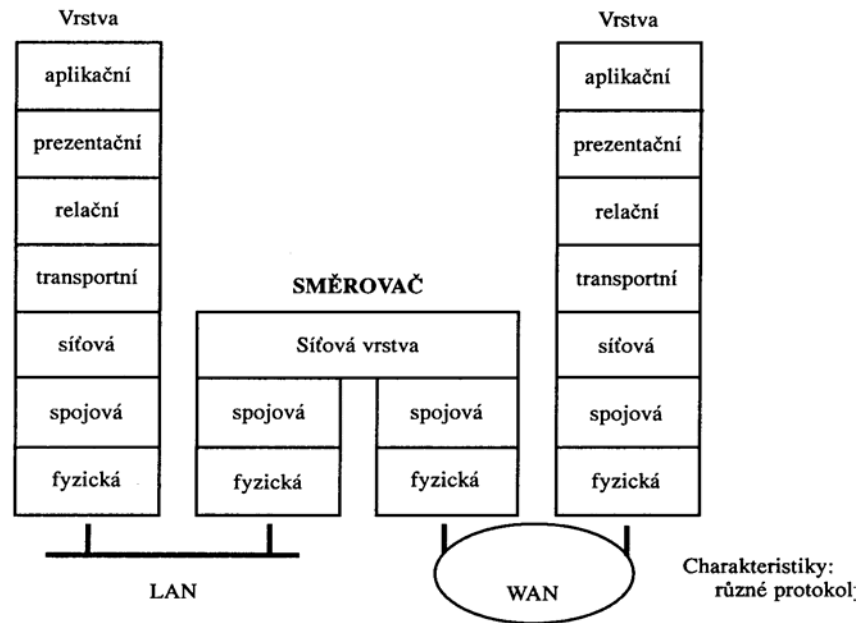 Vrstva
aplikační
prezentační
relační
transportní
síťová
spojová
fyzická
SMĚROVAČ
Síťová vrstva
spojová
spojová
fyzická
fyzická
Vrstva
aplikační
prezentační
relační
transportní
síťová
spojová
fyzická
LAN
WAN
Charakteristiky:
různé protokoly